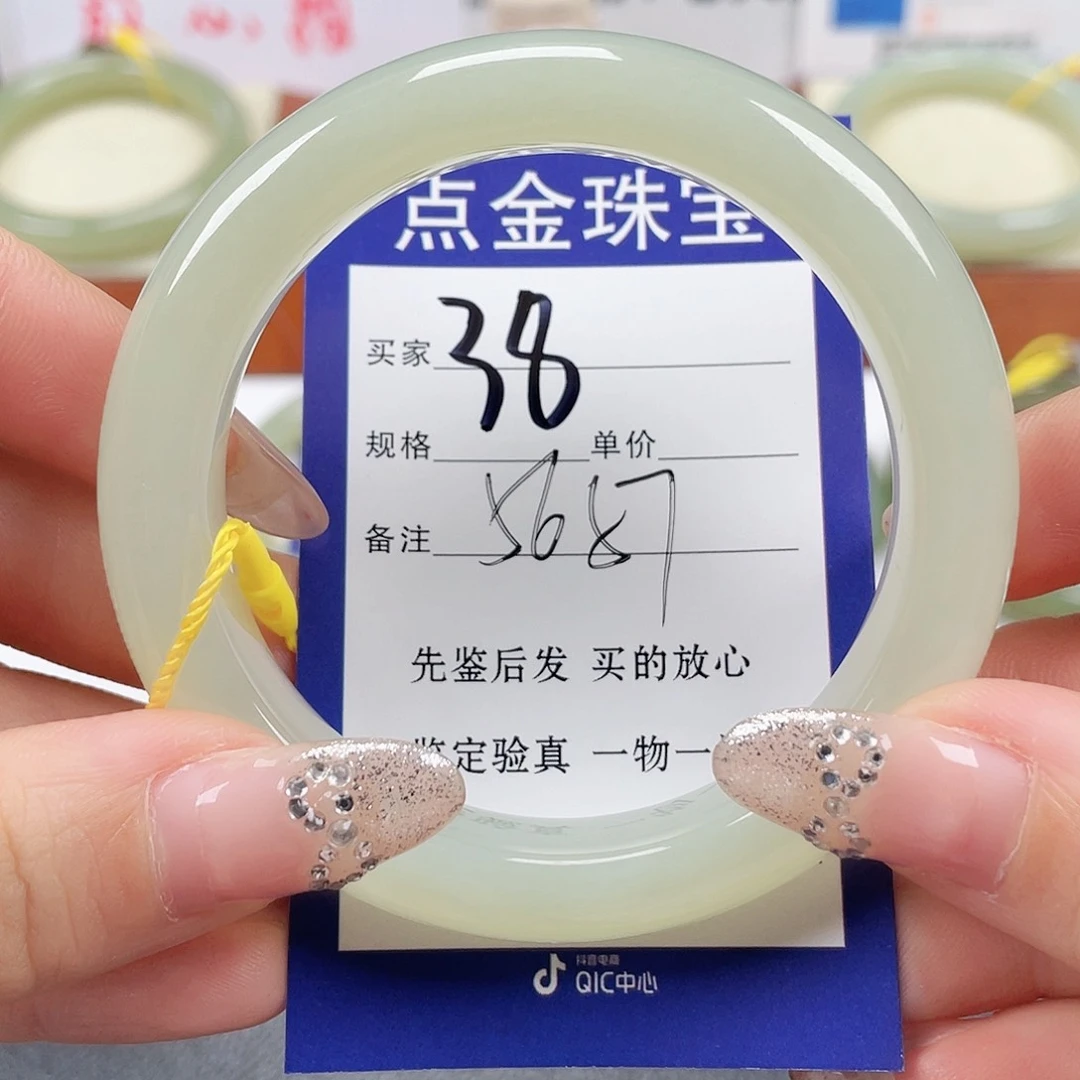 点金珠宝
买家 38
规格 单价
备注 5687
先鉴后发 买的放心
鉴定验真 一物一
抖音电商
QIC中心